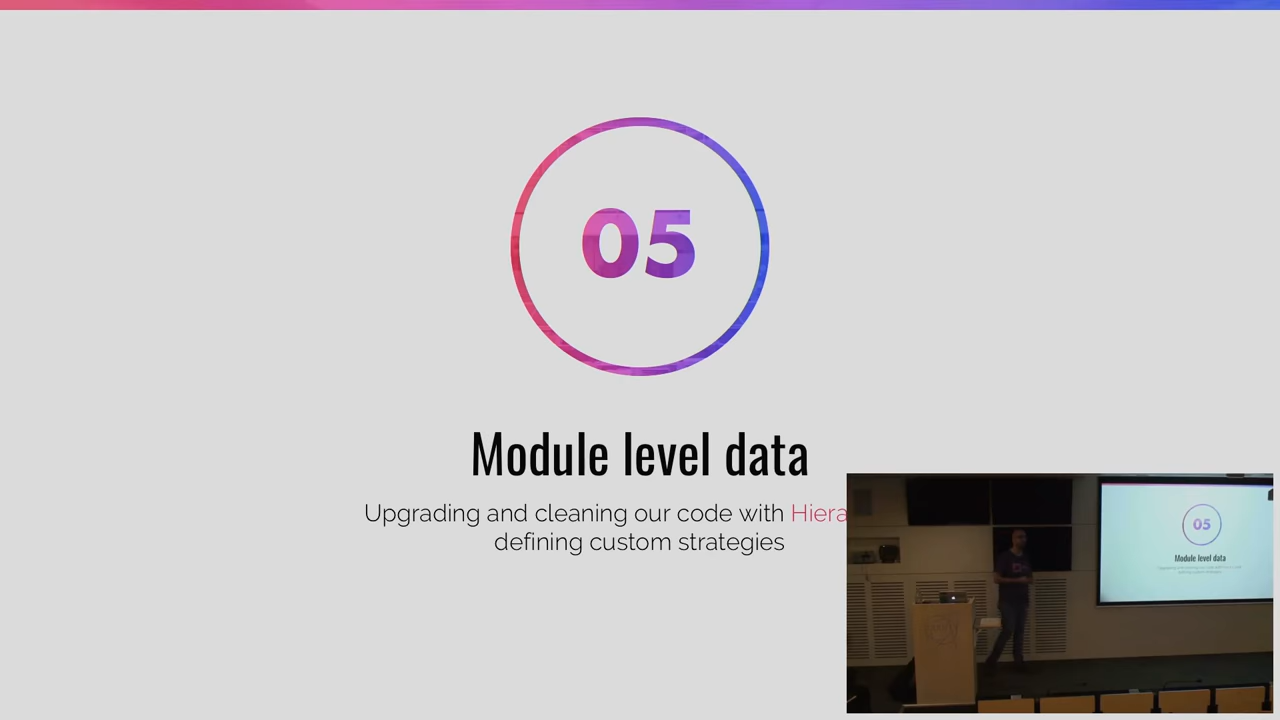 05
Module level data
Upgrading and cleaning our code with Hiera
defining custom strategies
05
Module level data